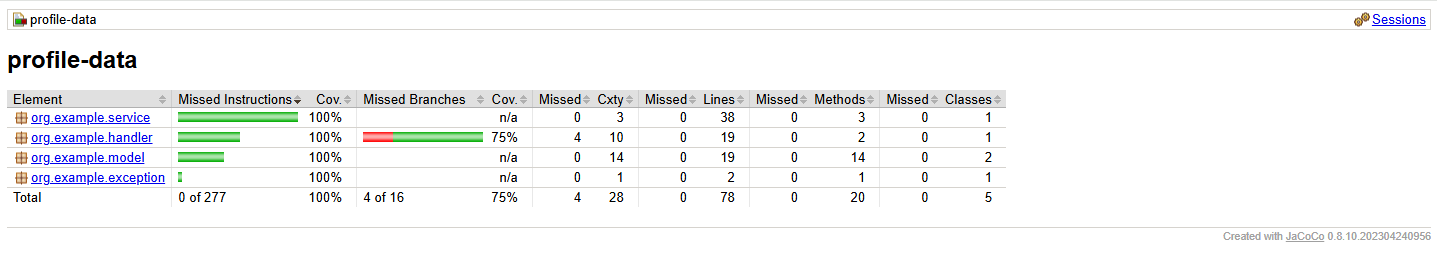 profile-data Sessions
profile-data
Element Missed Instructions Cov. Missed Branches Cov. Missed Cxty Missed Lines Missed Methods Missed Classes
org.example.service 100% n/a 0 3 0 38 0 3 0 1
org.example.handler 100% 75% 4 10 0 19 0 2 0 1
org.example.model 100% n/a 0 14 0 19 0 14 0 2
org.example.exception 100% n/a 0 1 0 2 0 1 0 1
Total 0 of 277 100% 4 of 16 75% 4 28 0 78 0 20 0 5
Created with JaCoCo 0.8.10.202304240956